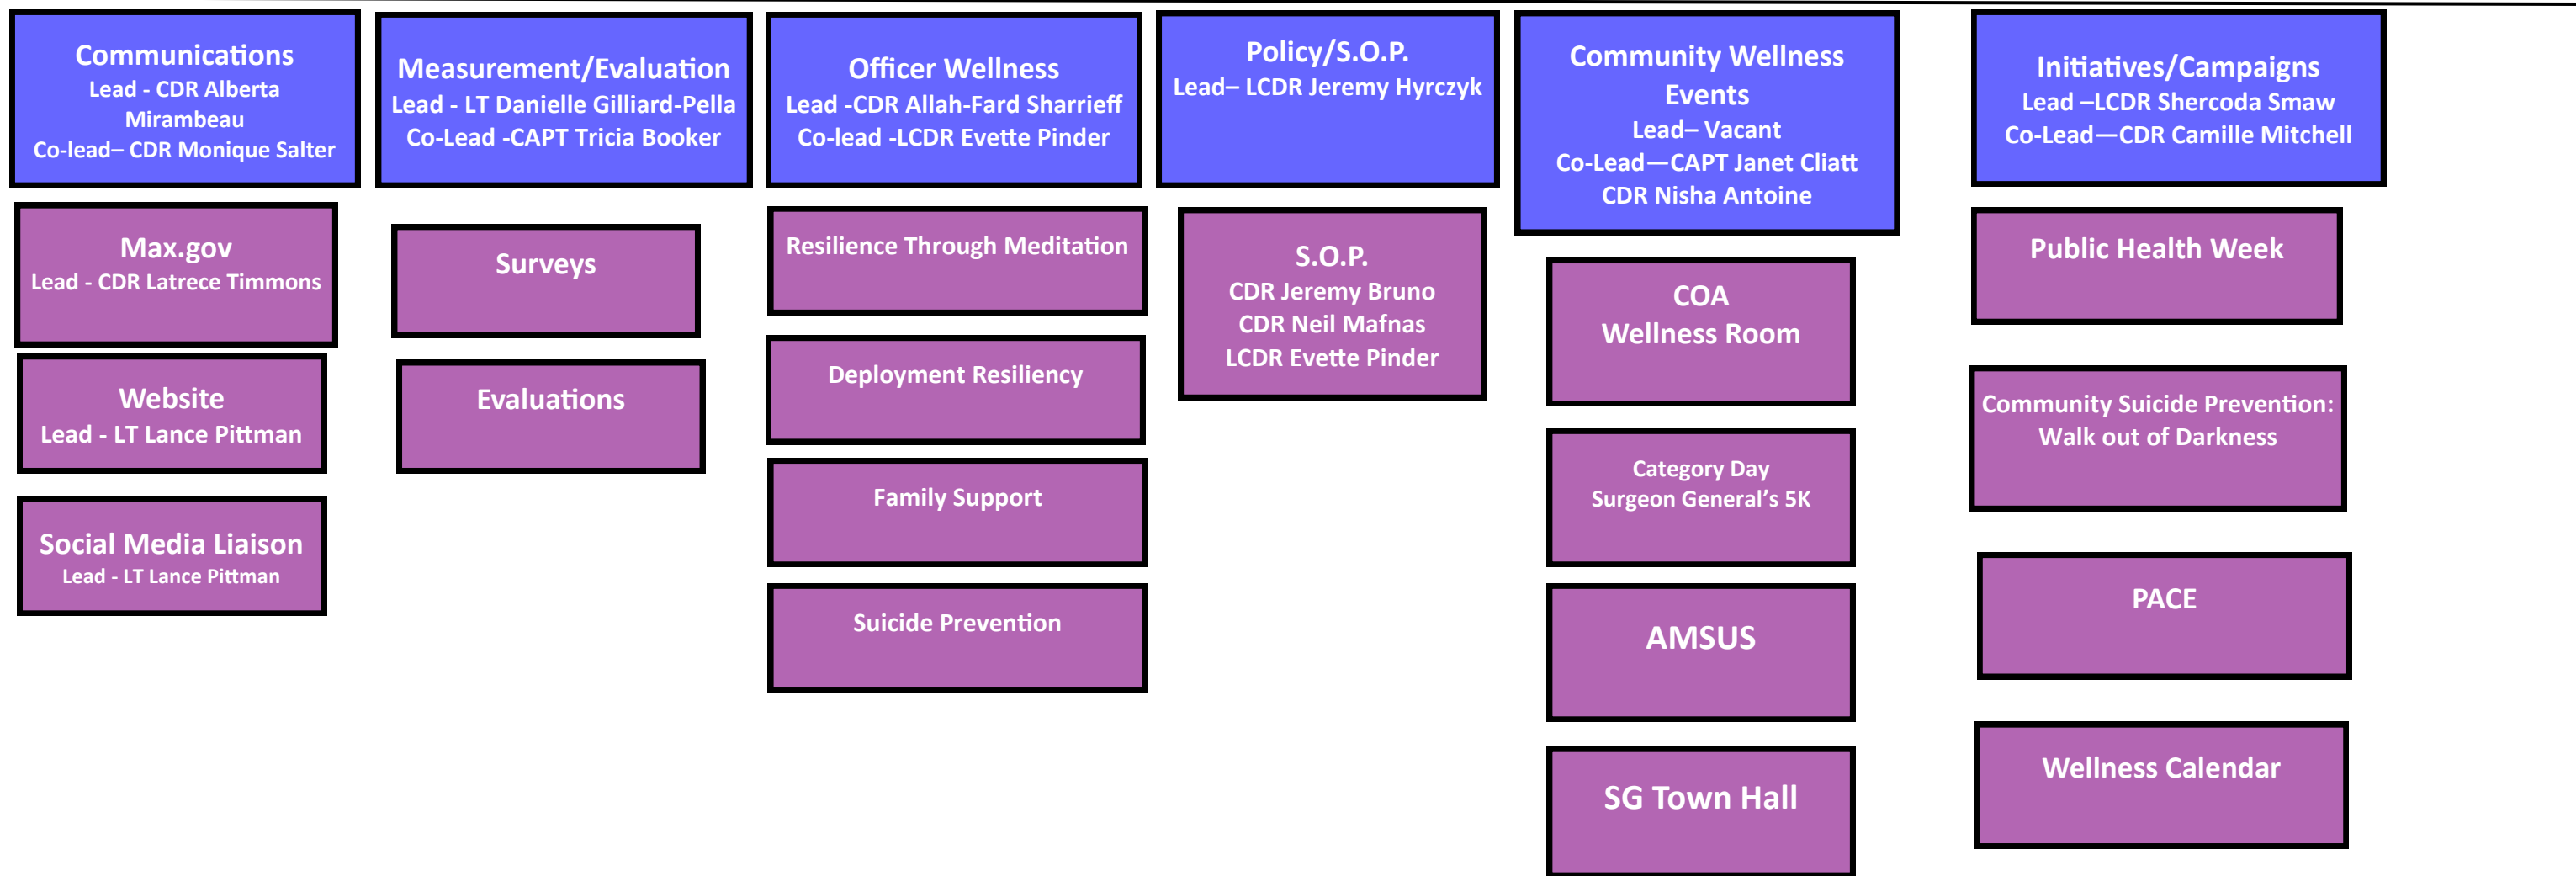 Communications
Lead - CDR Alberta
Mirambeau
Co-lead– CDR Monique Salter
Max.gov
Lead - CDR Latrece Timmons
Website
Lead - LT Lance Pittman
Social Media Liaison
Lead - LT Lance Pittman
Measurement/Evaluation
Lead - LT Danielle Gilliard-Pella
Co-Lead -CAPT Tricia Booker
Surveys
Evaluations
Officer Wellness
Lead -CDR Allah-Fard Sharrieff
Co-lead -LCDR Evette Pinder
Resilience Through Meditation
Deployment Resiliency
Family Support
Suicide Prevention
Policy/S.O.P.
Lead– LCDR Jeremy Hyrczyk
S.O.P.
CDR Jeremy Bruno
CDR Neil Mafnas
LCDR Evette Pinder
Community Wellness
Events
Lead– Vacant
Co-Lead—CAPT Janet Cliatt
CDR Nisha Antoine
COA
Wellness Room
Category Day
Surgeon General’s 5K
AMSUS
SG Town Hall
Initiatives/Campaigns
Lead –LCDR Shercoda Smaw
Co-Lead—CDR Camille Mitchell
Public Health Week
Community Suicide Prevention:
Walk out of Darkness
PACE
Wellness Calendar